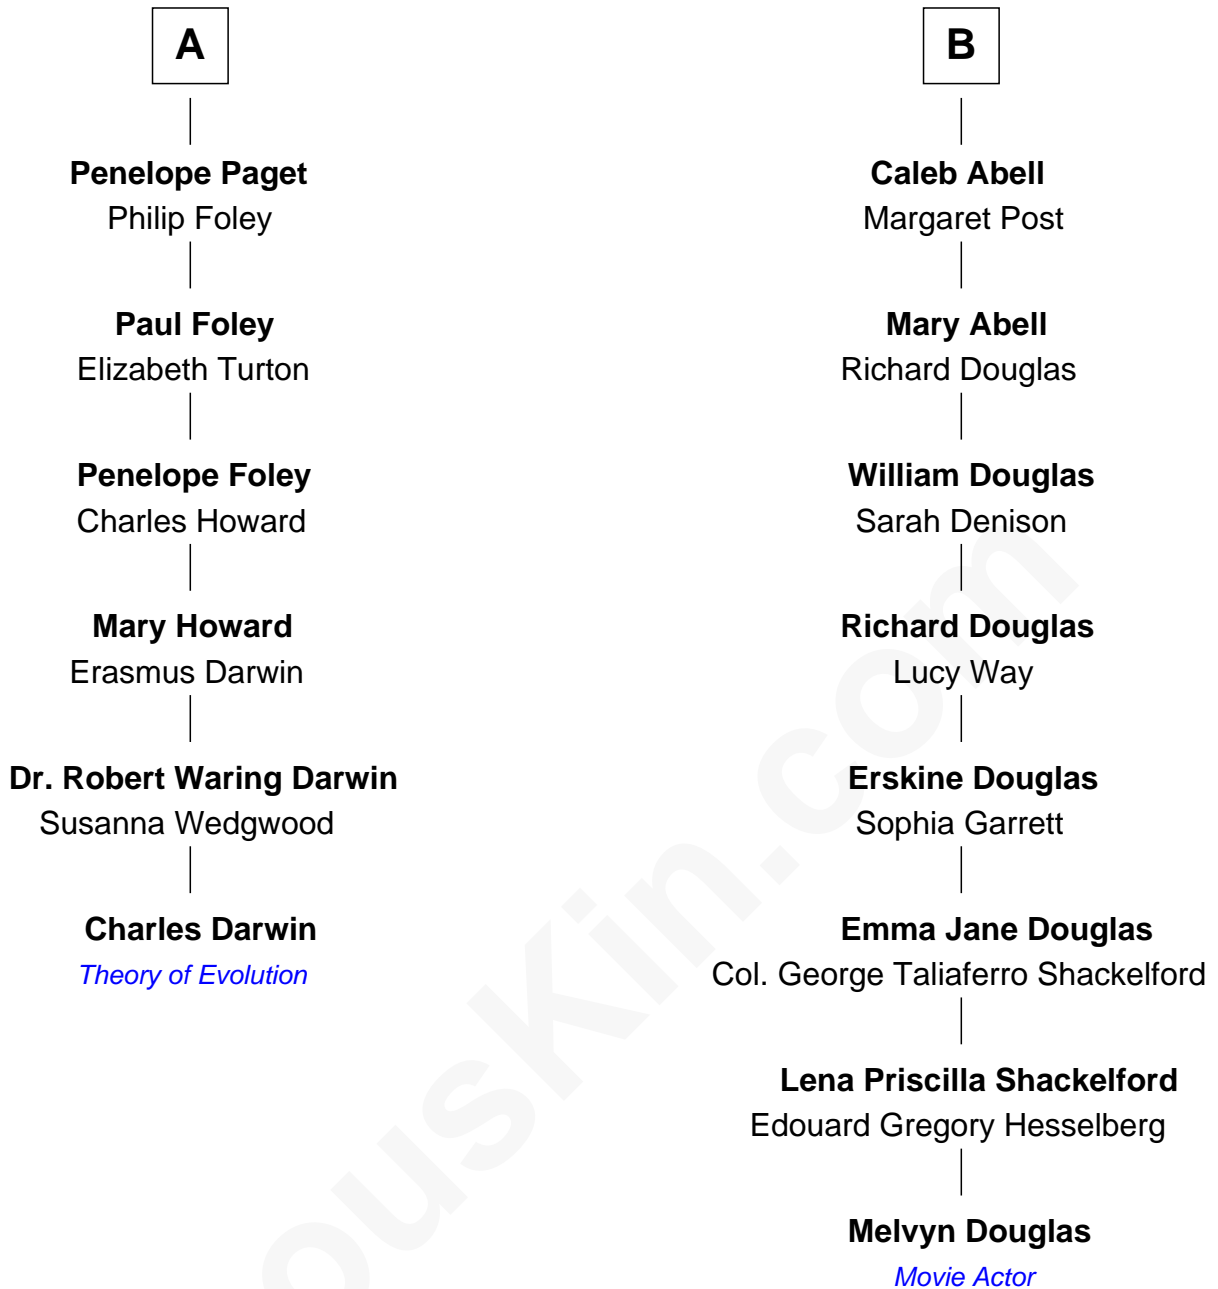 A
Penelope Paget
Philip Foley
Paul Foley
Elizabeth Turton
Penelope Foley
Charles Howard
Mary Howard
Erasmus Darwin
Dr. Robert Waring Darwin
Susanna Wedgwood
Charles Darwin
Theory of Evolution
B
Caleb Abell
Margaret Post
Mary Abell
Richard Douglas
William Douglas
Sarah Denison
Richard Douglas
Lucy Way
Erskine Douglas
Sophia Garrett
Emma Jane Douglas
Col. George Taliaferro Shackelford
Lena Priscilla Shackelford
Edouard Gregory Hesselberg
Melvyn Douglas
Movie Actor
ousKin.com